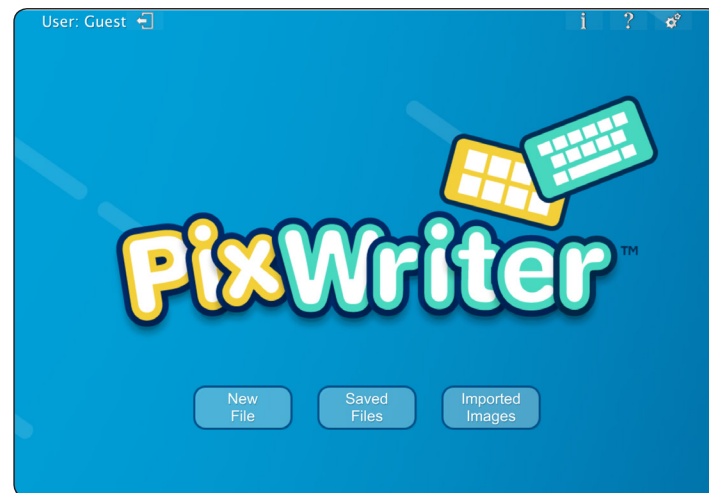 User: Guest
i ?
PixWriter™
New
File
Saved
Files
Imported
Images